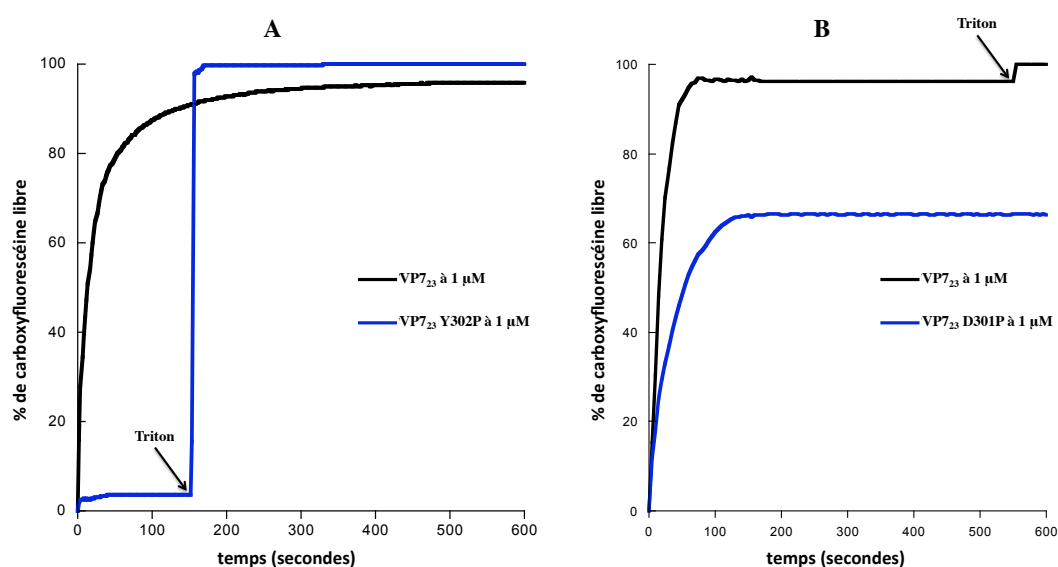 A
B
Triton
100
80
60
40
20
0
% de carboxyfluorescéine libre
VP7₂₃ à 1 µM
VP7₂₃ Y302P à 1 µM
Triton
0
100
200
300
400
500
600
temps (secondes)
100
80
60
40
20
0
% de carboxyfluorescéine libre
VP7₂₃ à 1 µM
VP7₂₃ D301P à 1 µM
0
100
200
300
400
500
600
temps (secondes)